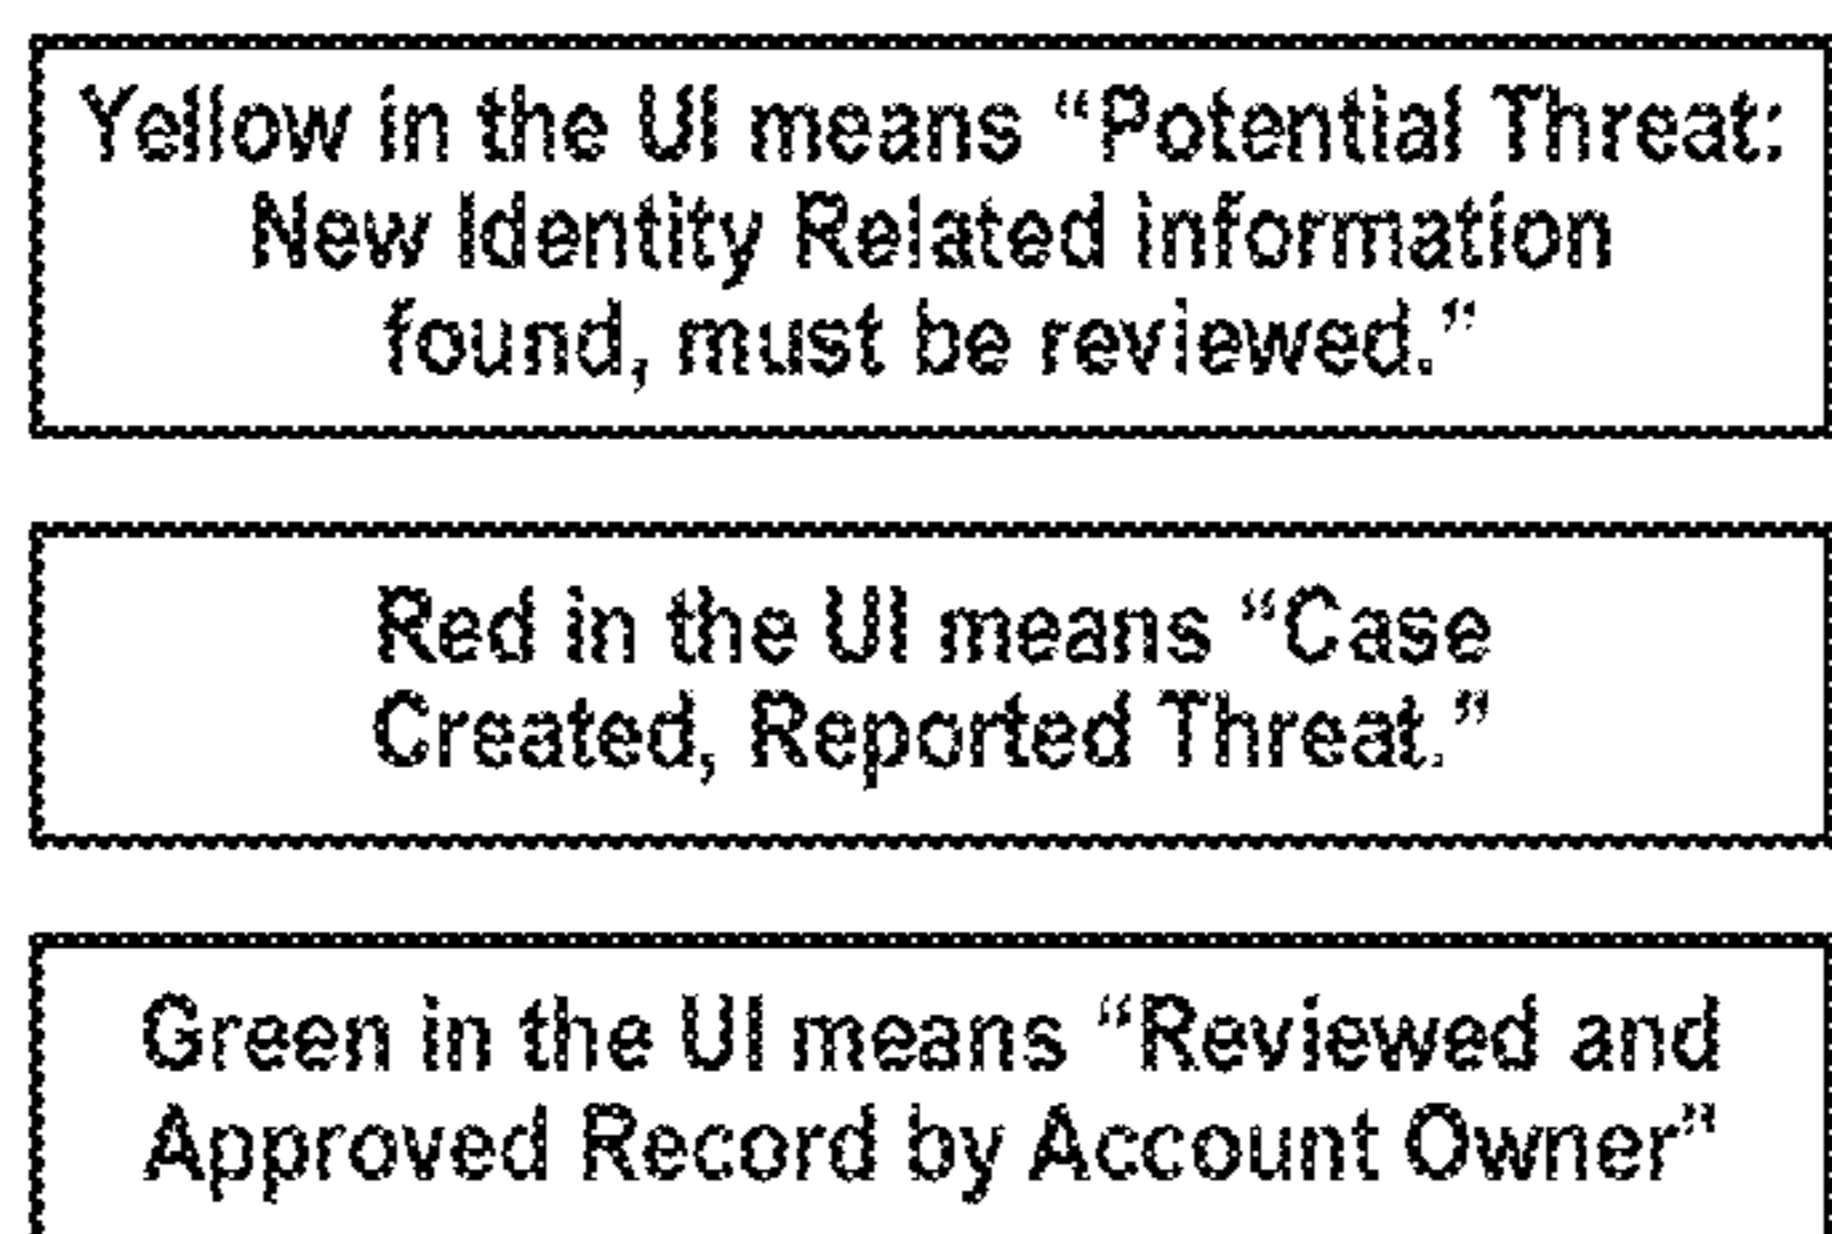 Yellow in the UI means “Potential Threat:
New Identity Related information
found, must be reviewed.”
Red in the UI means “Case
Created, Reported Threat.”
Green in the UI means “Reviewed and
Approved Record by Account Owner”